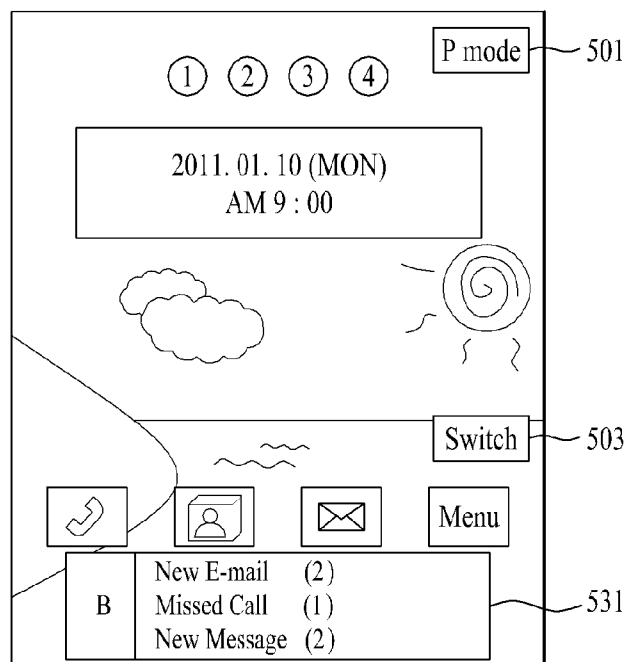 P mode
501
1 2 3 4
2011. 01. 10 (MON)
AM 9 : 00
Switch
503
Menu
B
New E-mail (2)
Missed Call (1)
New Message (2)
531